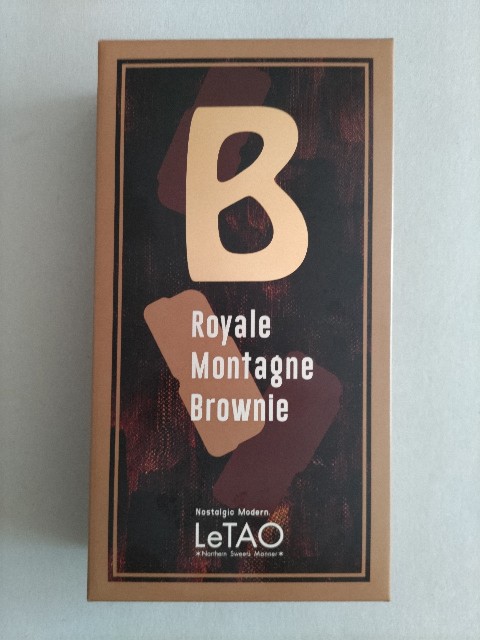 B
Royale
Montagne
Brownie
Nostalgic Modern.
LeTAO
*Northern Sweets Manner*